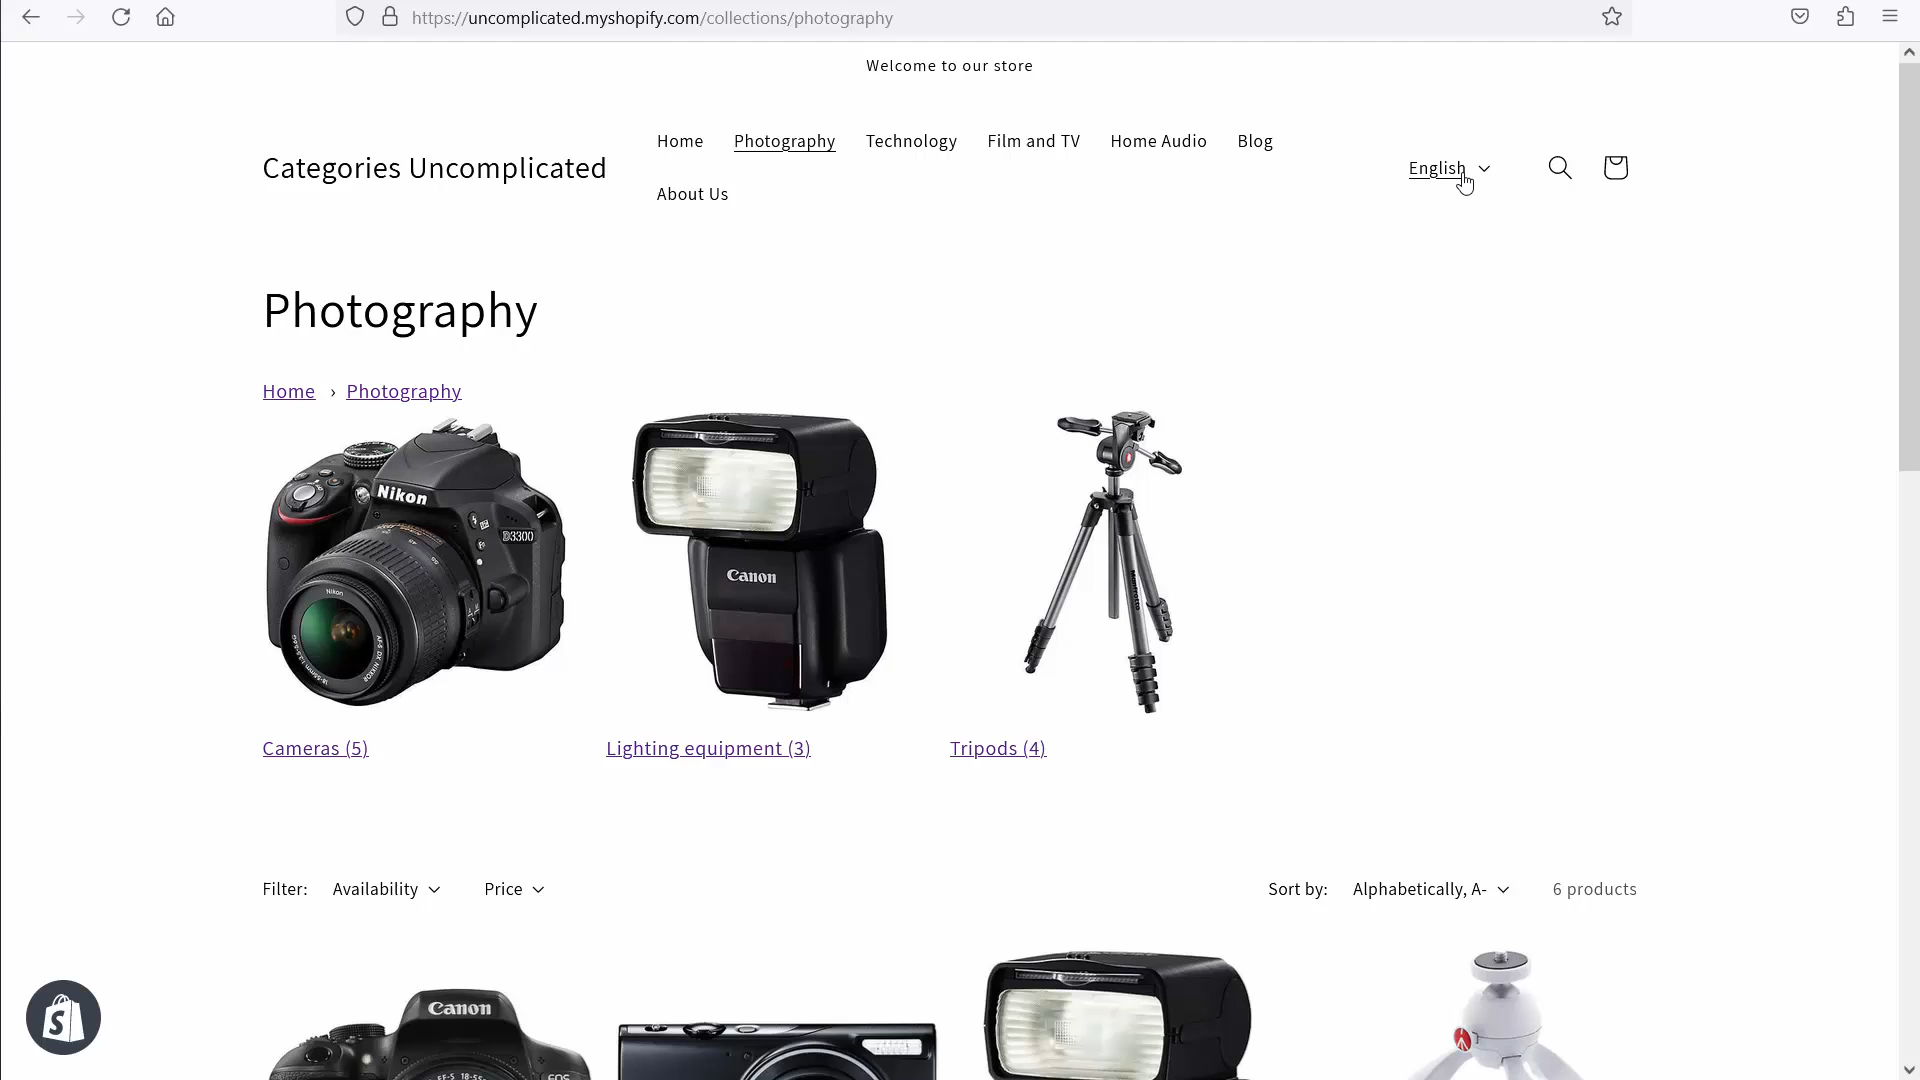 https://uncomplicated.myshopify.com/collections/photography
Welcome to our store
Categories Uncomplicated
Home Photography Technology Film and TV Home Audio Blog
About Us
English
Photography
Home › Photography
Nikon
D3300
Nikon
Canon
Manfrotto
Cameras (5)
Lighting equipment (3)
Tripods (4)
Filter: Availability Price
Sort by: Alphabetically, A-
6 products
Canon